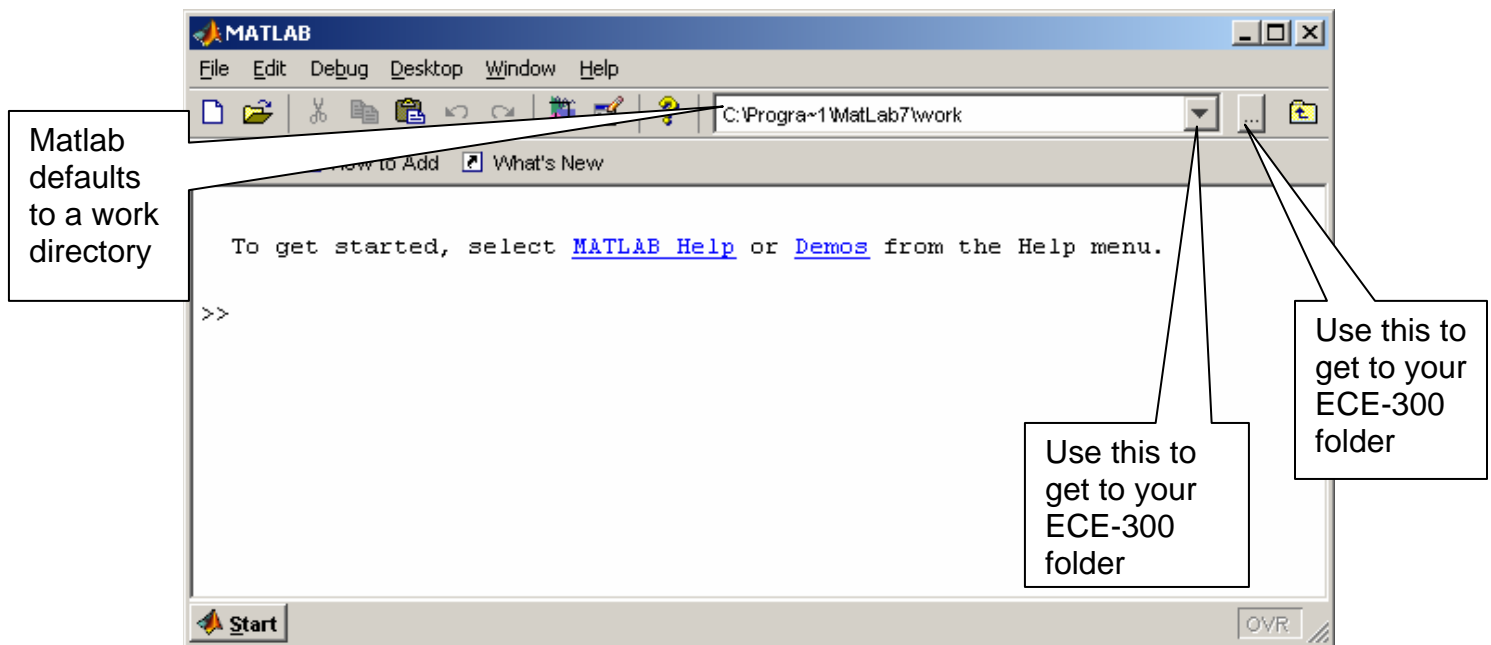 MATLAB
File Edit Debug Desktop Window Help
C:\Progra~1\MatLab7\work
...
to Add What's New
To get started, select MATLAB Help or Demos from the Help menu.
>>
Start
OVR
Matlab
defaults
to a work
directory
Use this to
get to your
ECE-300
folder
Use this to
get to your
ECE-300
folder